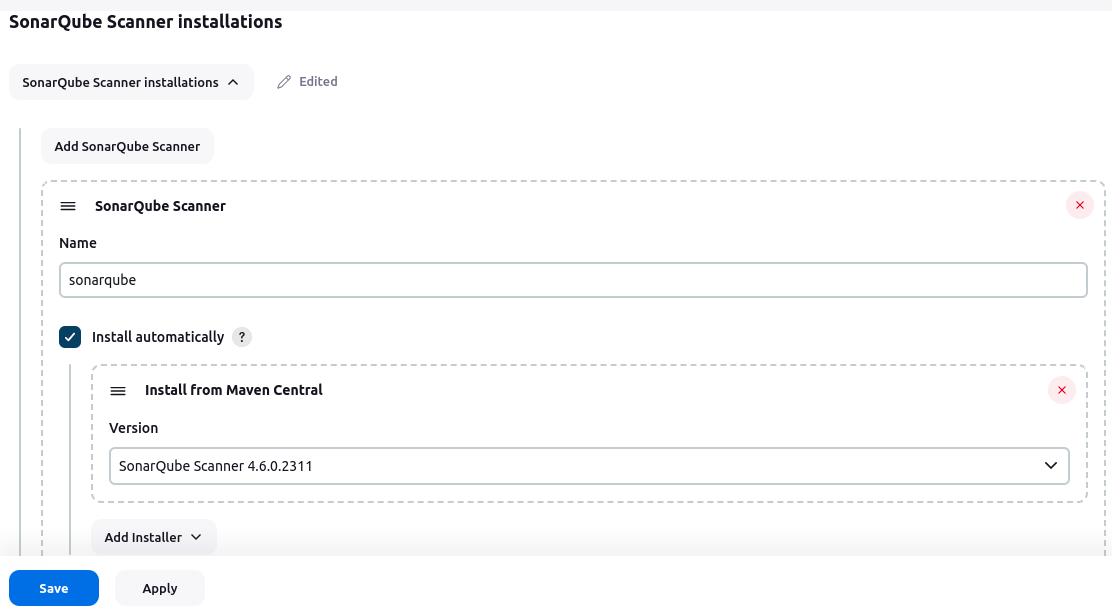 SonarQube Scanner installations
SonarQube Scanner installations
Edited
Add SonarQube Scanner
SonarQube Scanner
Name
sonarqube
Install automatically ?
Install from Maven Central
Version
SonarQube Scanner 4.6.0.2311
Add Installer
Save
Apply